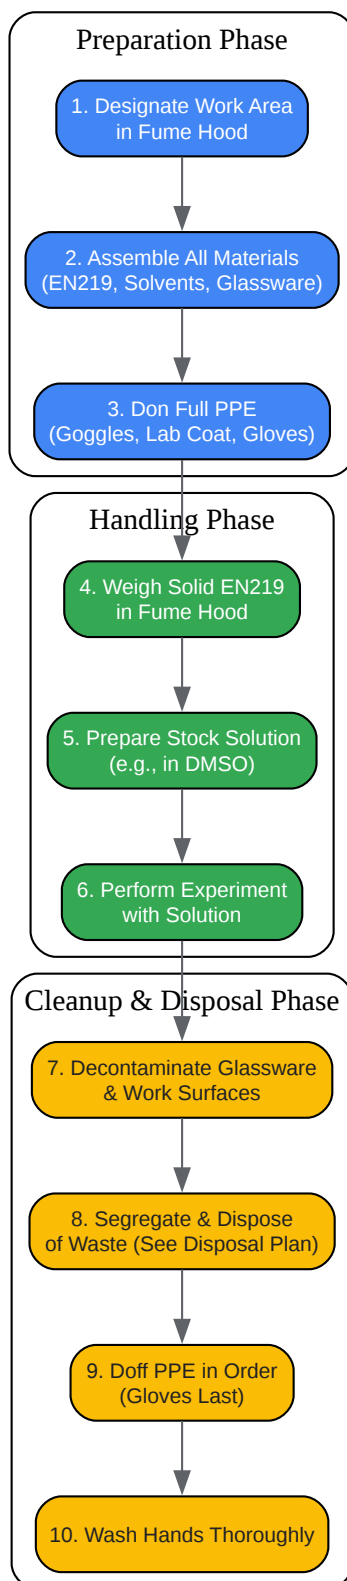 Preparation Phase
1. Designate Work Area
in Fume Hood
2. Assemble All Materials
(EN219, Solvents, Glassware)
3. Don Full PPE
(Goggles, Lab Coat, Gloves)
Handling Phase
4. Weigh Solid EN219
in Fume Hood
5. Prepare Stock Solution
(e.g., in DMSO)
6. Perform Experiment
with Solution
Cleanup & Disposal Phase
7. Decontaminate Glassware
& Work Surfaces
8. Segregate & Dispose
of Waste (See Disposal Plan)
9. Doff PPE in Order
(Gloves Last)
10. Wash Hands Thoroughly